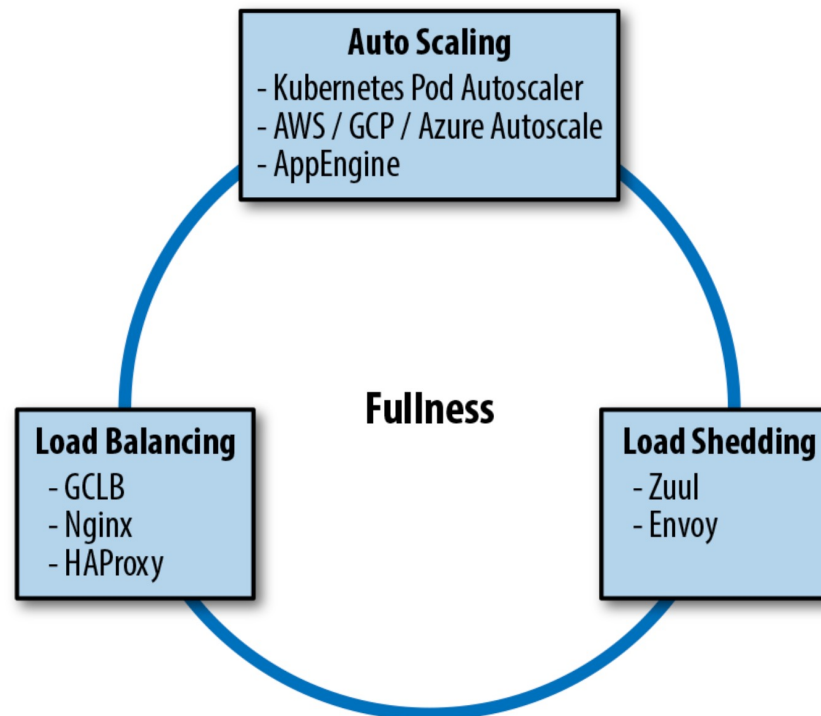 Auto Scaling
- Kubernetes Pod Autoscaler
- AWS / GCP / Azure Autoscale
- AppEngine
Fullness
Load Balancing
- GCLB
- Nginx
- HAProxy
Load Shedding
- Zuul
- Envoy